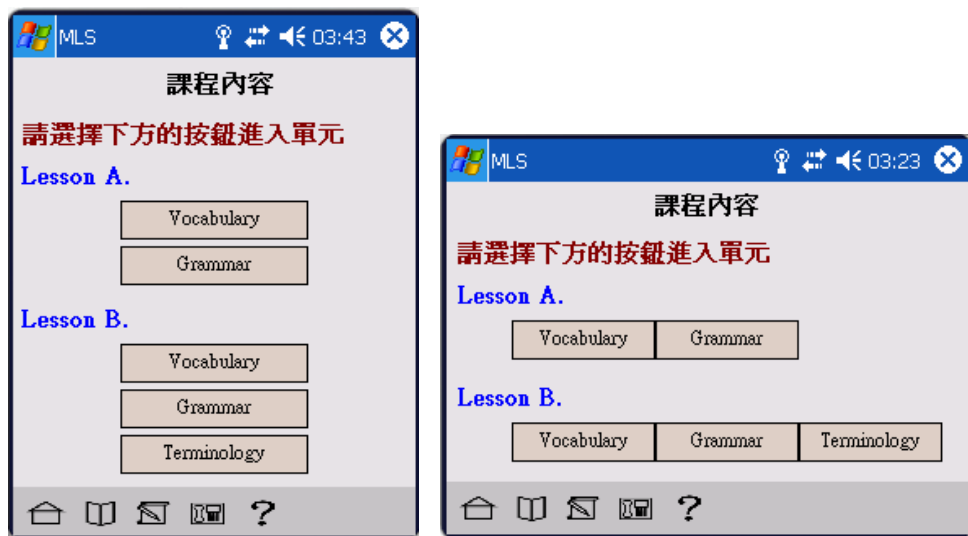 MLS 03:43
課程內容
請選擇下方的按鈕進入單元
Lesson A.
Vocabulary
Grammar
Lesson B.
Vocabulary
Grammar
Terminology
?
MLS 03:23
課程內容
請選擇下方的按鈕進入單元
Lesson A.
Vocabulary Grammar
Lesson B.
Vocabulary Grammar Terminology
?